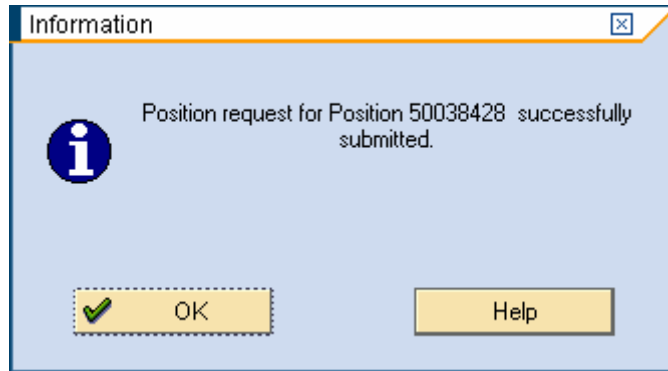 Information
Position request for Position 50038428  successfully
submitted.
OK
Help